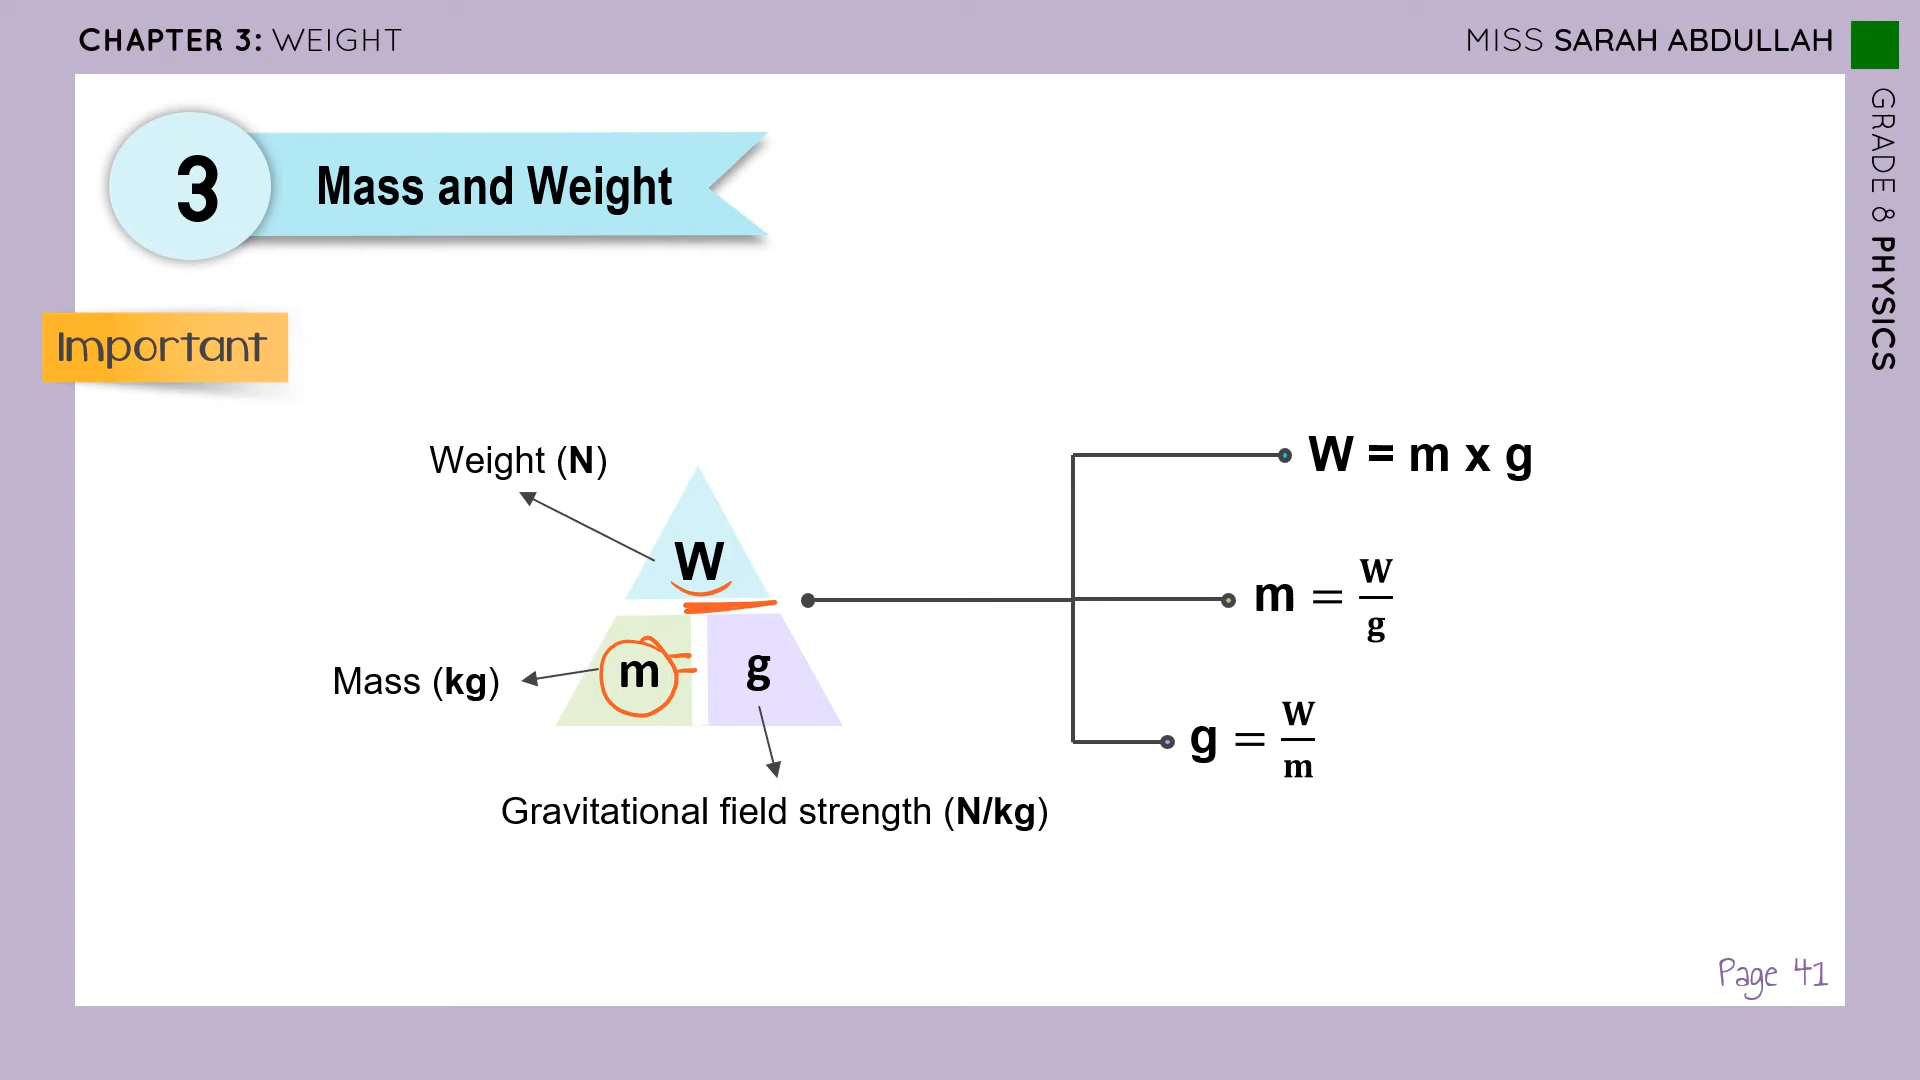 CHAPTER 3: WEIGHT
MISS SARAH ABDULLAH
GRADE 8 PHYSICS
3
Mass and Weight
Important
Weight (N)
W
Mass (kg)
m
g
Gravitational field strength (N/kg)
W = m x g
m = W/g
g = W/m
Page 41